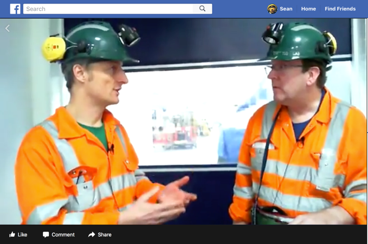 f Search Sean Home Find Friends
Like Comment Share